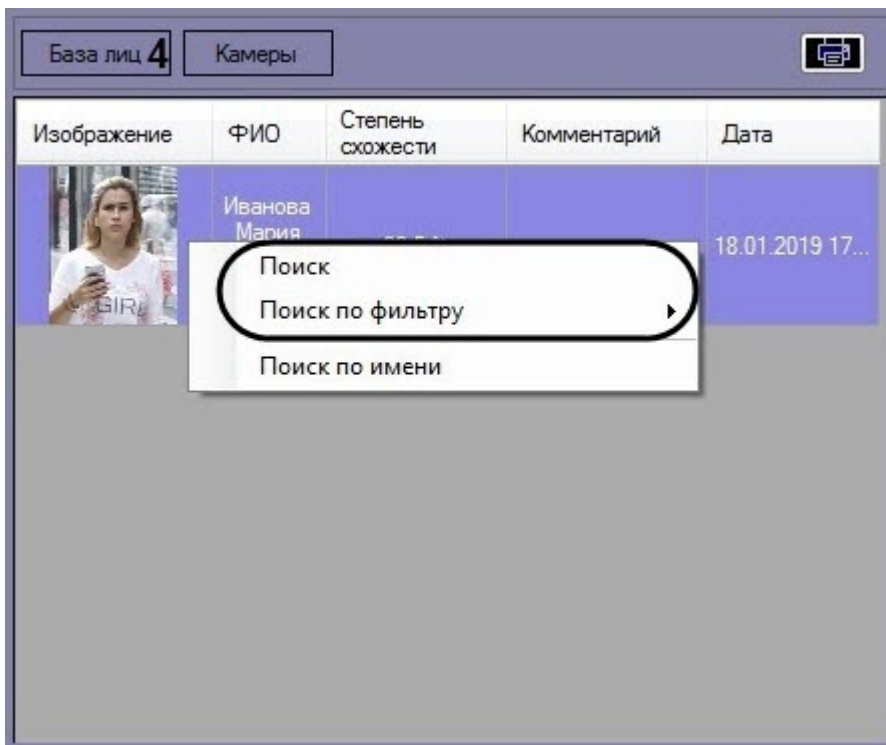 База лиц 4 Камеры
Изображение ФИО Степень схожести Комментарий Дата
Иванова
Мария
18.01.2019 17...
GIRL
Поиск
Поиск по фильтру
Поиск по имени